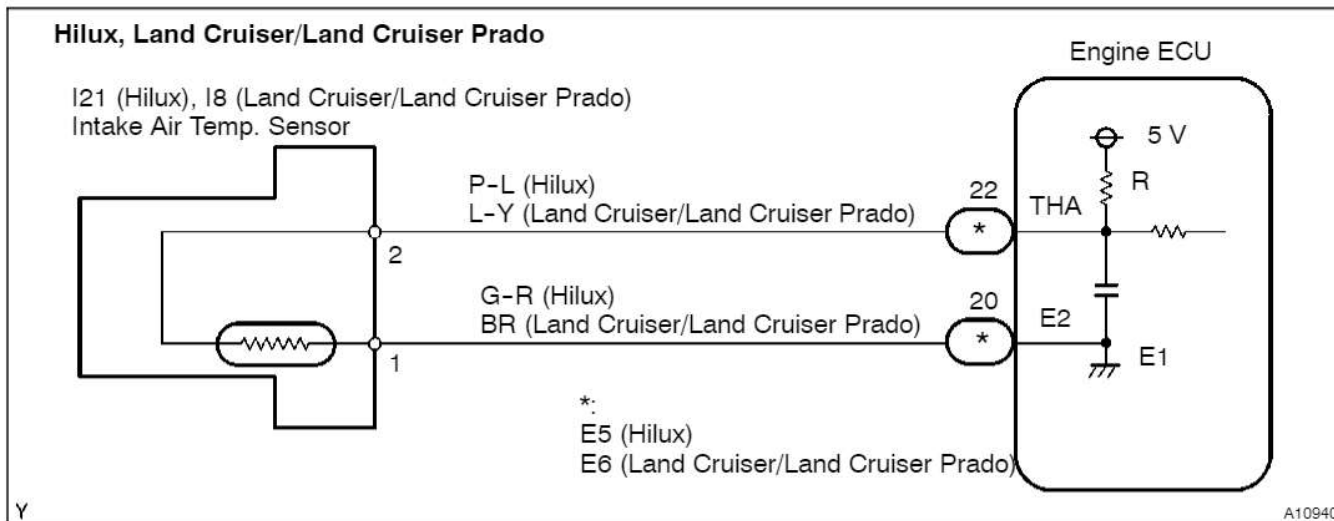 Hilux, Land Cruiser/Land Cruiser Prado
Engine ECU
I21 (Hilux), I8 (Land Cruiser/Land Cruiser Prado)
Intake Air Temp. Sensor
5 V
R
P-L (Hilux)
L-Y (Land Cruiser/Land Cruiser Prado)
22
*
THA
2
G-R (Hilux)
BR (Land Cruiser/Land Cruiser Prado)
20
*
E2
E1
1
*:
E5 (Hilux)
E6 (Land Cruiser/Land Cruiser Prado)
Y
A10940